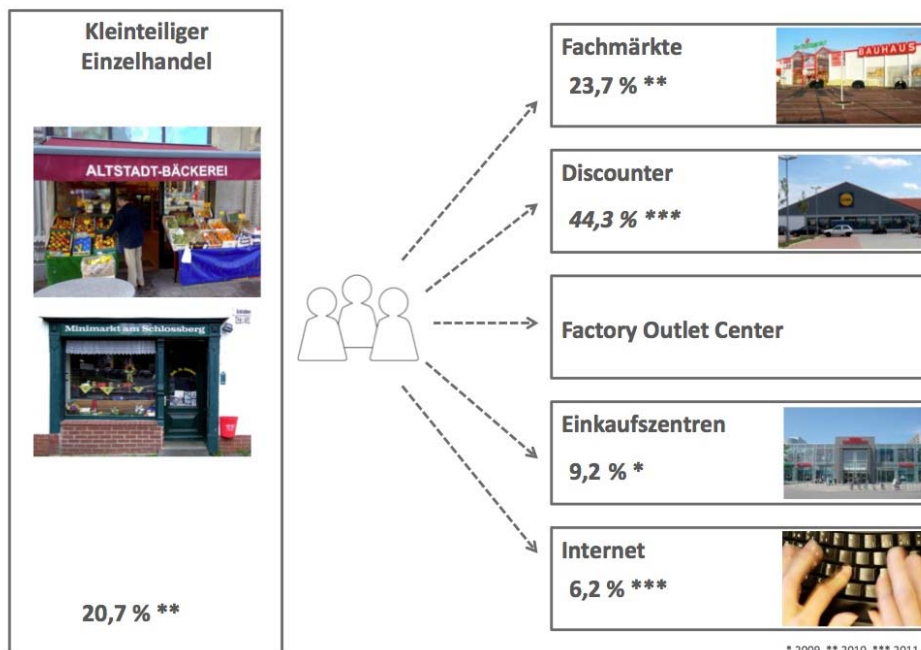 Kleinteiliger
Einzelhandel
ALTSTADT-BÄCKEREI
Minimarkt am Schlossberg
20,7 % **
Fachmärkte
23,7 % **
BAUHAUS
Discounter
44,3 % ***
Factory Outlet Center
Einkaufszentren
9,2 % *
Internet
6,2 % ***
* 2009, ** 2010, *** 2011